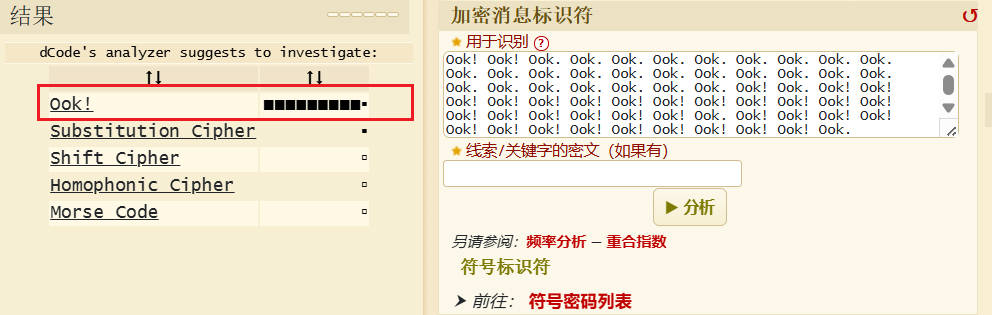 结果
dCode's analyzer suggests to investigate:
↑↓ ↑↓
Ook! ■■■■■■■■■▪
Substitution Cipher ▪
Shift Cipher ▫
Homophonic Cipher ▫
Morse Code ▫
加密消息标识符
用于识别 ?
Ook! Ook! Ook. Ook. Ook. Ook. Ook. Ook. Ook. Ook. Ook.
Ook. Ook. Ook. Ook. Ook. Ook. Ook. Ook. Ook. Ook. Ook.
Ook. Ook. Ook. Ook. Ook. Ook. Ook. Ook! Ook. Ook! Ook!
Ook! Ook! Ook! Ook! Ook! Ook! Ook! Ook! Ook! Ook! Ook!
Ook! Ook! Ook! Ook! Ook! Ook! Ook. Ook! Ook! Ook! Ook!
Ook! Ook! Ook! Ook! Ook! Ook! Ook! Ook! Ook! Ook.
线索/关键字的密文（如果有）
▶ 分析
另请参阅：频率分析 — 重合指数
符号标识符
➤ 前往： 符号密码列表